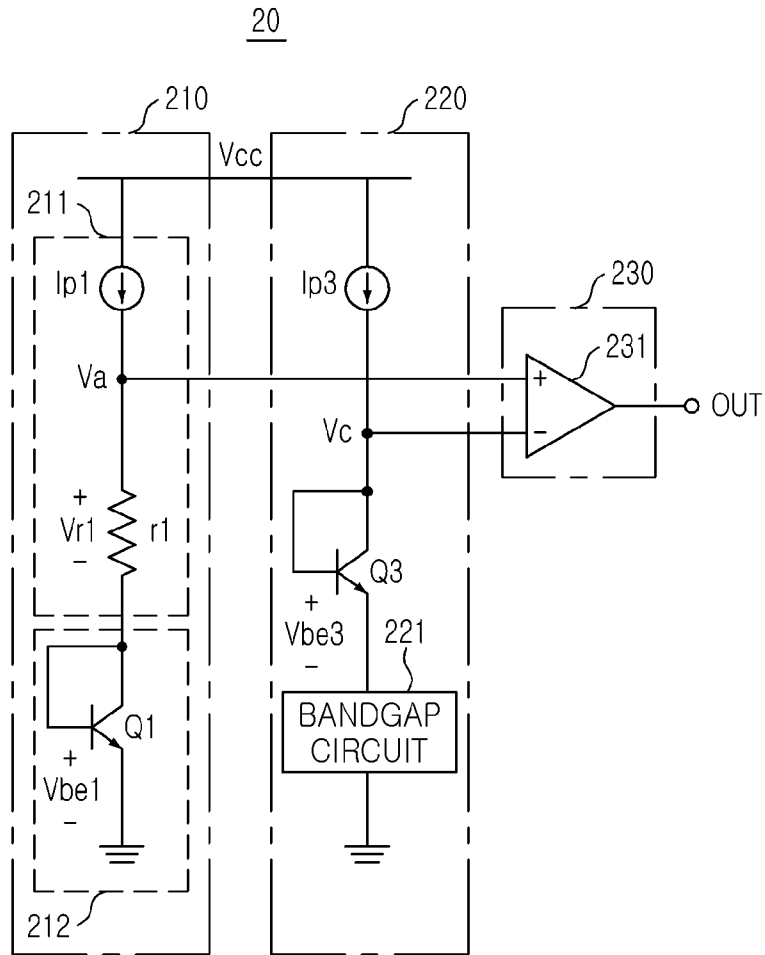 20
210
220
Vcc
211
Ip1
Ip3
230
231
Va
+
OUT
Vc
−
+
Vr1
r1
−
Q3
+
Vbe3
−
221
BANDGAP
CIRCUIT
Q1
+
Vbe1
−
212